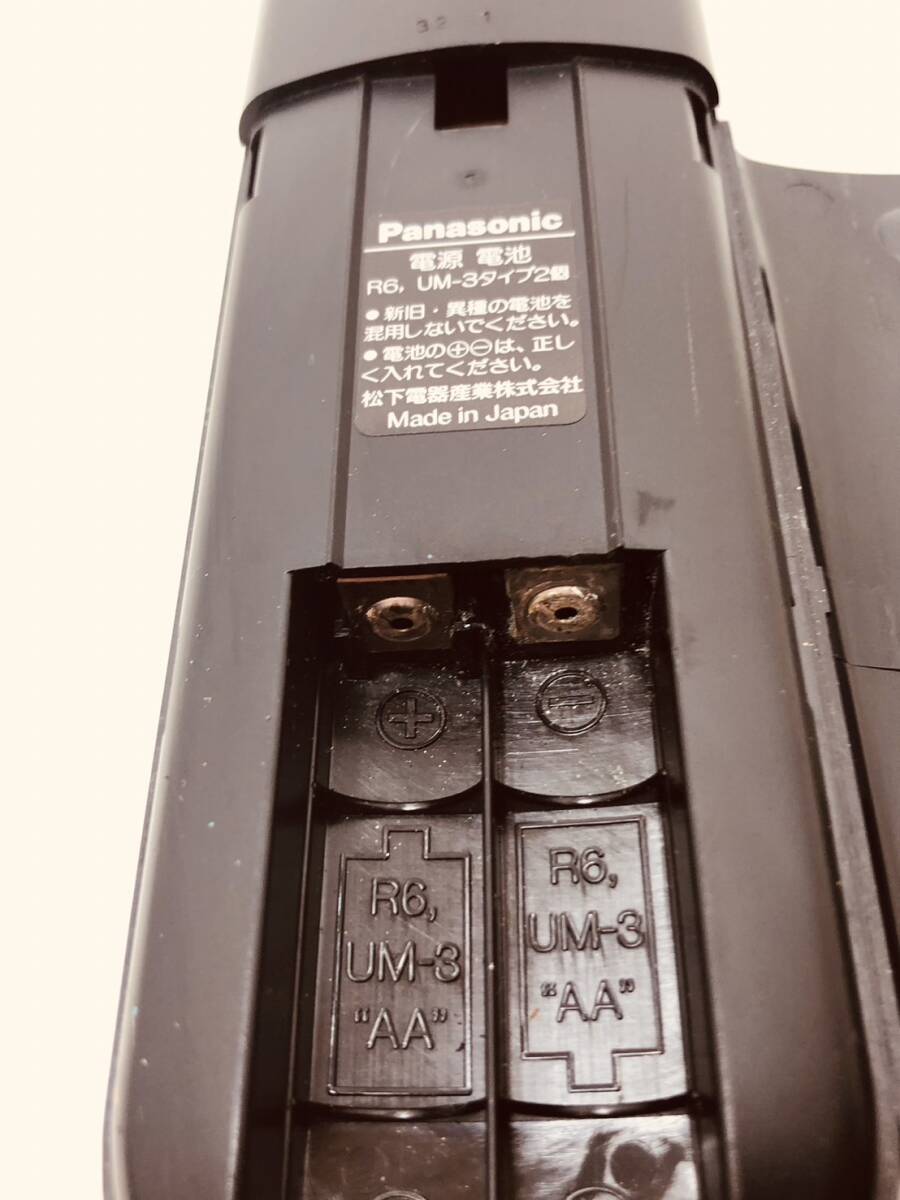 32 1
Panasonic
電源 電池
R6, UM-3タイプ2個
●新旧・異種の電池を
混用しないでください。
●電池の⊕⊖は、正し
く入れてください。
松下電器産業株式会社
Made in Japan
+ −
R6,
UM-3
"AA"
R6,
UM-3
"AA"